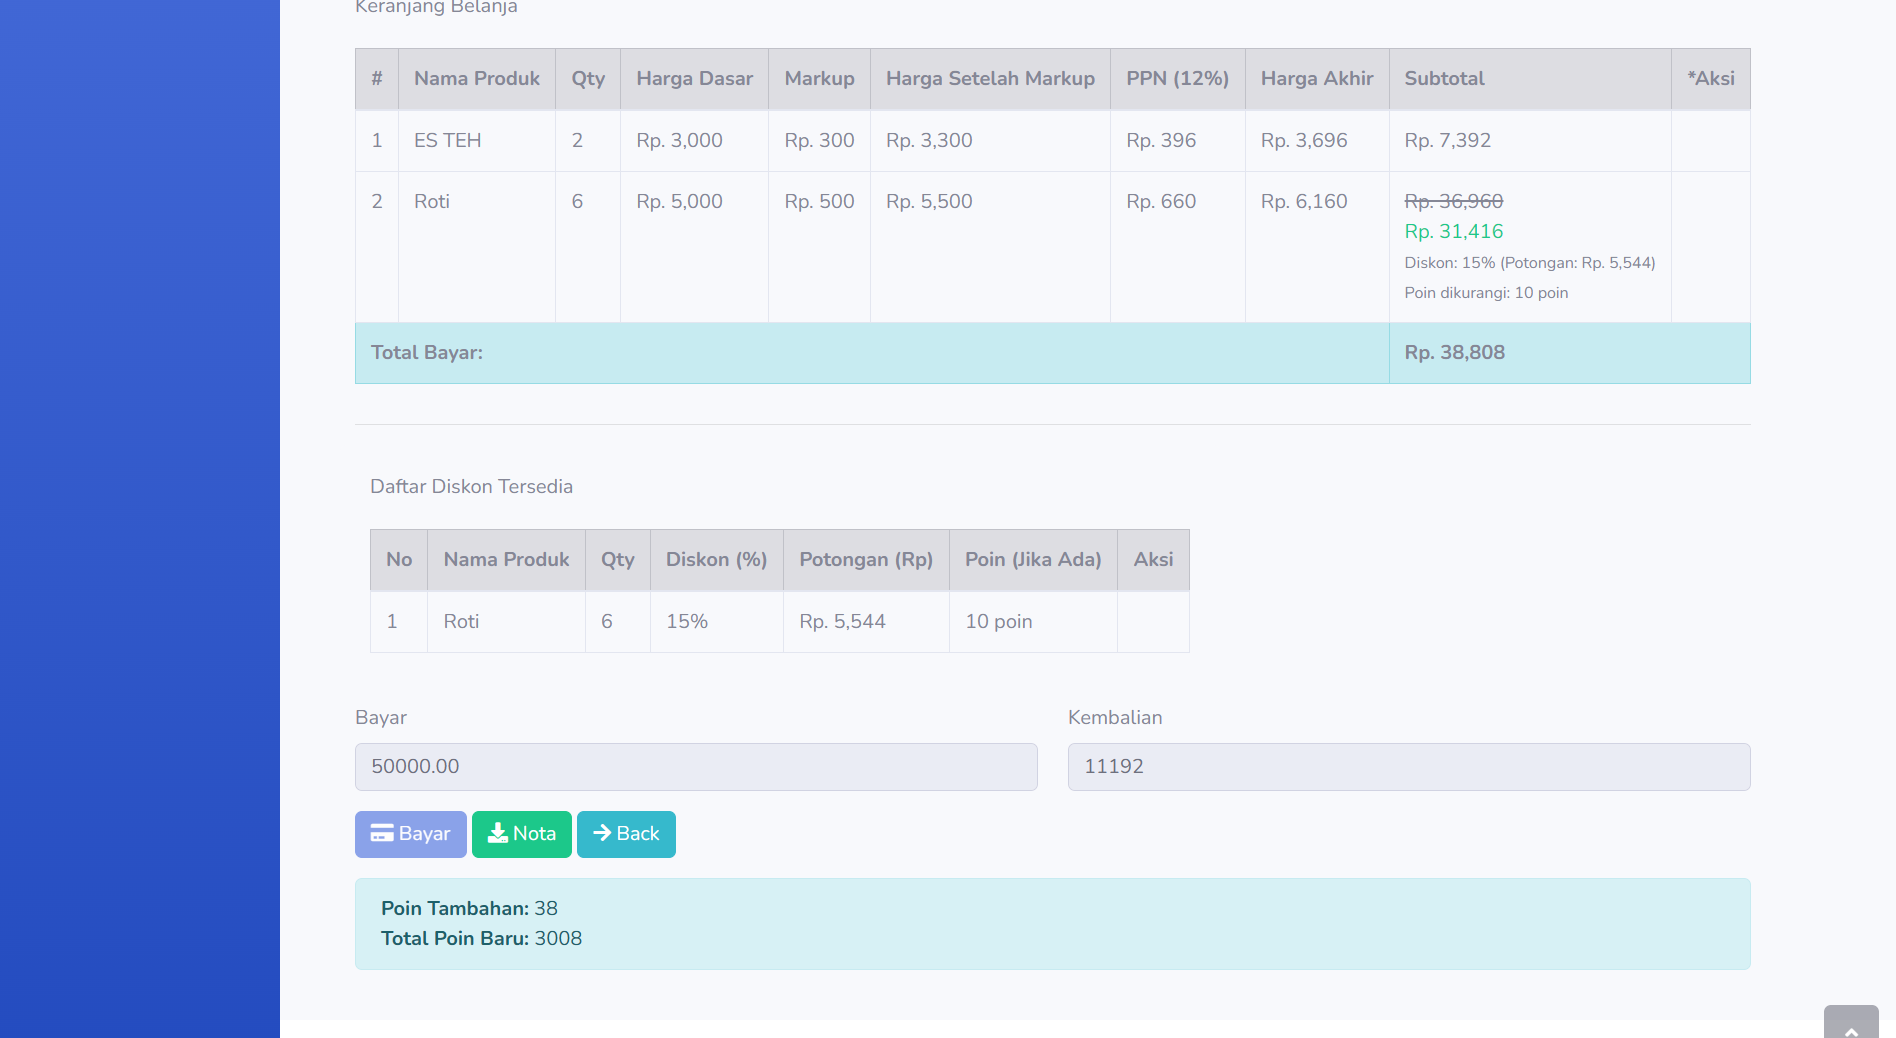 Keranjang Belanja
# Nama Produk Qty Harga Dasar Markup Harga Setelah Markup PPN (12%) Harga Akhir Subtotal *Aksi
1 ES TEH 2 Rp. 3,000 Rp. 300 Rp. 3,300 Rp. 396 Rp. 3,696 Rp. 7,392
2 Roti 6 Rp. 5,000 Rp. 500 Rp. 5,500 Rp. 660 Rp. 6,160 Rp. 36,960
Rp. 31,416
Diskon: 15% (Potongan: Rp. 5,544)
Poin dikurangi: 10 poin
Total Bayar: Rp. 38,808
Daftar Diskon Tersedia
No Nama Produk Qty Diskon (%) Potongan (Rp) Poin (Jika Ada) Aksi
1 Roti 6 15% Rp. 5,544 10 poin
Bayar Kembalian
50000.00 11192
Bayar Nota Back
Poin Tambahan: 38
Total Poin Baru: 3008